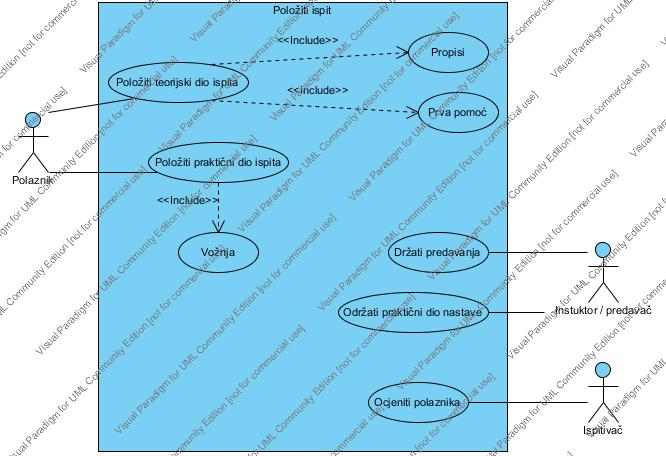 Položiti ispit
<<Include>>
Propisi
Položiti teorijski dio ispita
<<Include>>
Prva pomoć
Polaznik
Položiti praktični dio ispita
<<Include>>
Vožnja
Držati predavanja
Održati praktični dio nastave
Instuktor / predavač
Ocjeniti polaznika
Ispitivač
Visual Paradigm for UML Community Edition [not for commercial use]